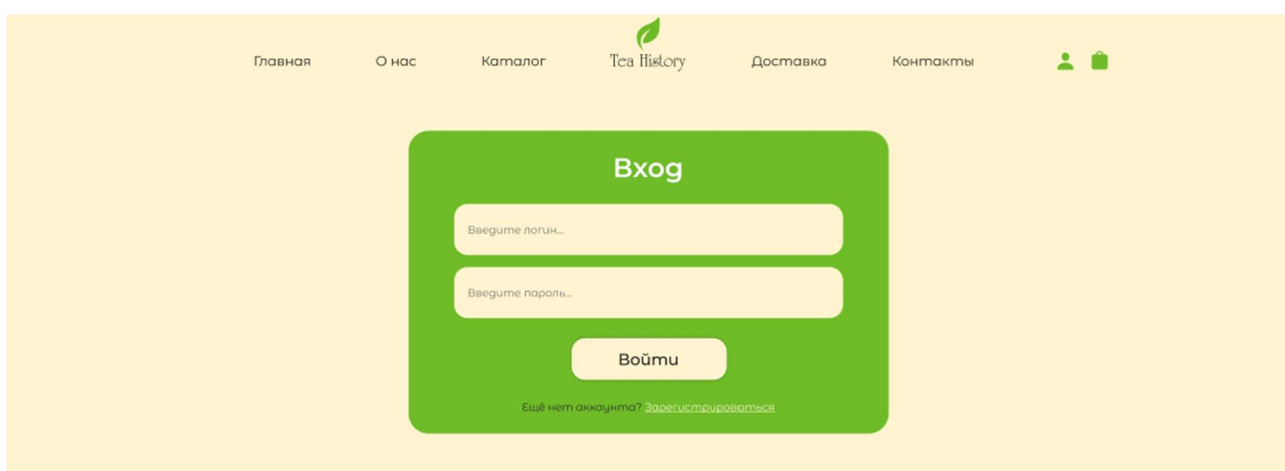 Главная О нас Каталог Tea History Доставка Контакты
Вход
Введите логин...
Введите пароль...
Войти
Ещё нет аккаунта? Зарегистрироваться